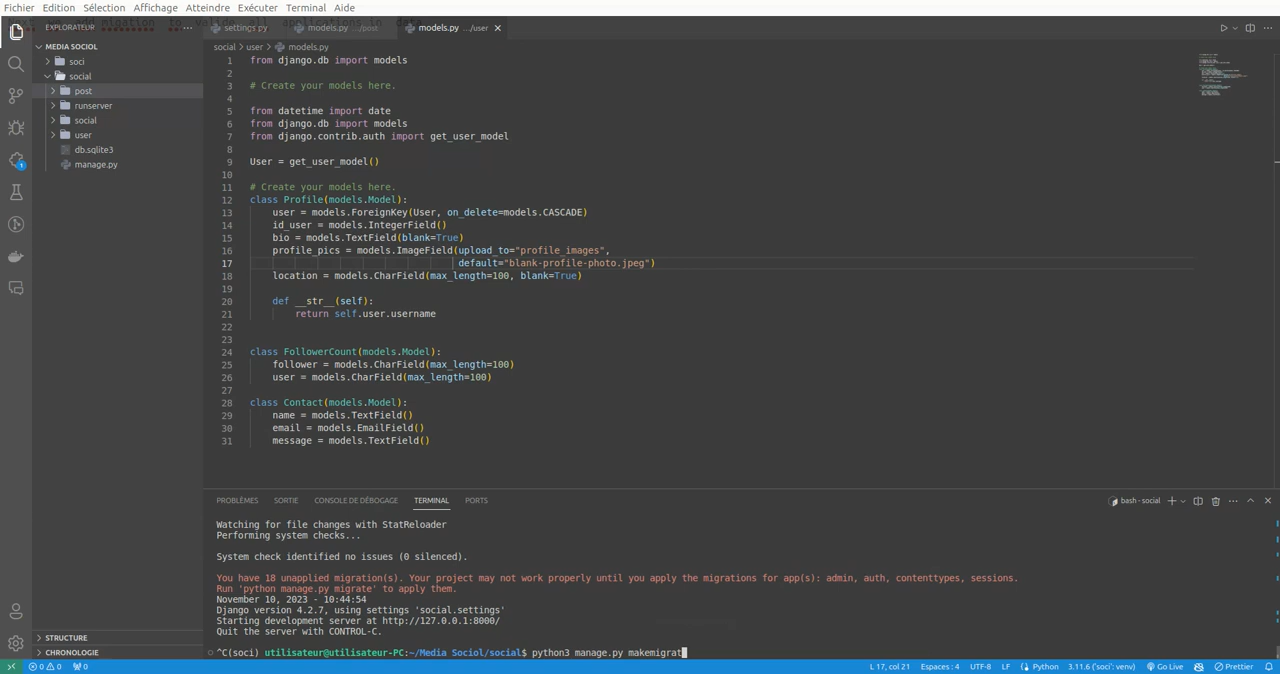 Fichier Edition Sélection Affichage Atteindre Exécuter Terminal Aide
add migration to valide all applications in data
EXPLORATEUR ···
settings.py
models.py .../post
models.py .../user
MEDIA SOCIOL
soci
social
post
runserver
social
user
db.sqlite3
manage.py
STRUCTURE
CHRONOLOGIE
social > user > models.py
1 from django.db import models
2
3 # Create your models here.
4
5 from datetime import date
6 from django.db import models
7 from django.contrib.auth import get_user_model
8
9 User = get_user_model()
10
11 # Create your models here.
12 class Profile(models.Model):
13 user = models.ForeignKey(User, on_delete=models.CASCADE)
14 id_user = models.IntegerField()
15 bio = models.TextField(blank=True)
16 profile_pics = models.ImageField(upload_to="profile_images",
17 default="blank-profile-photo.jpeg")
18 location = models.CharField(max_length=100, blank=True)
19
20 def __str__(self):
21 return self.user.username
22
23
24 class FollowerCount(models.Model):
25 follower = models.CharField(max_length=100)
26 user = models.CharField(max_length=100)
27
28 class Contact(models.Model):
29 name = models.TextField()
30 email = models.EmailField()
31 message = models.TextField()
PROBLÈMES SORTIE CONSOLE DE DÉBOGAGE TERMINAL PORTS
bash - social
Watching for file changes with StatReloader
Performing system checks...
System check identified no issues (0 silenced).
You have 18 unapplied migration(s). Your project may not work properly until you apply the migrations for app(s): admin, auth, contenttypes, sessions.
Run 'python manage.py migrate' to apply them.
November 10, 2023 - 10:44:54
Django version 4.2.7, using settings 'social.settings'
Starting development server at http://127.0.0.1:8000/
Quit the server with CONTROL-C.
^C(soci) utilisateur@utilisateur-PC:~/Media Sociol/social$ python3 manage.py makemigrat
0 0 0 L 17, col 21 Espaces : 4 UTF-8 LF Python 3.11.6 ('soci': venv) Go Live Prettier